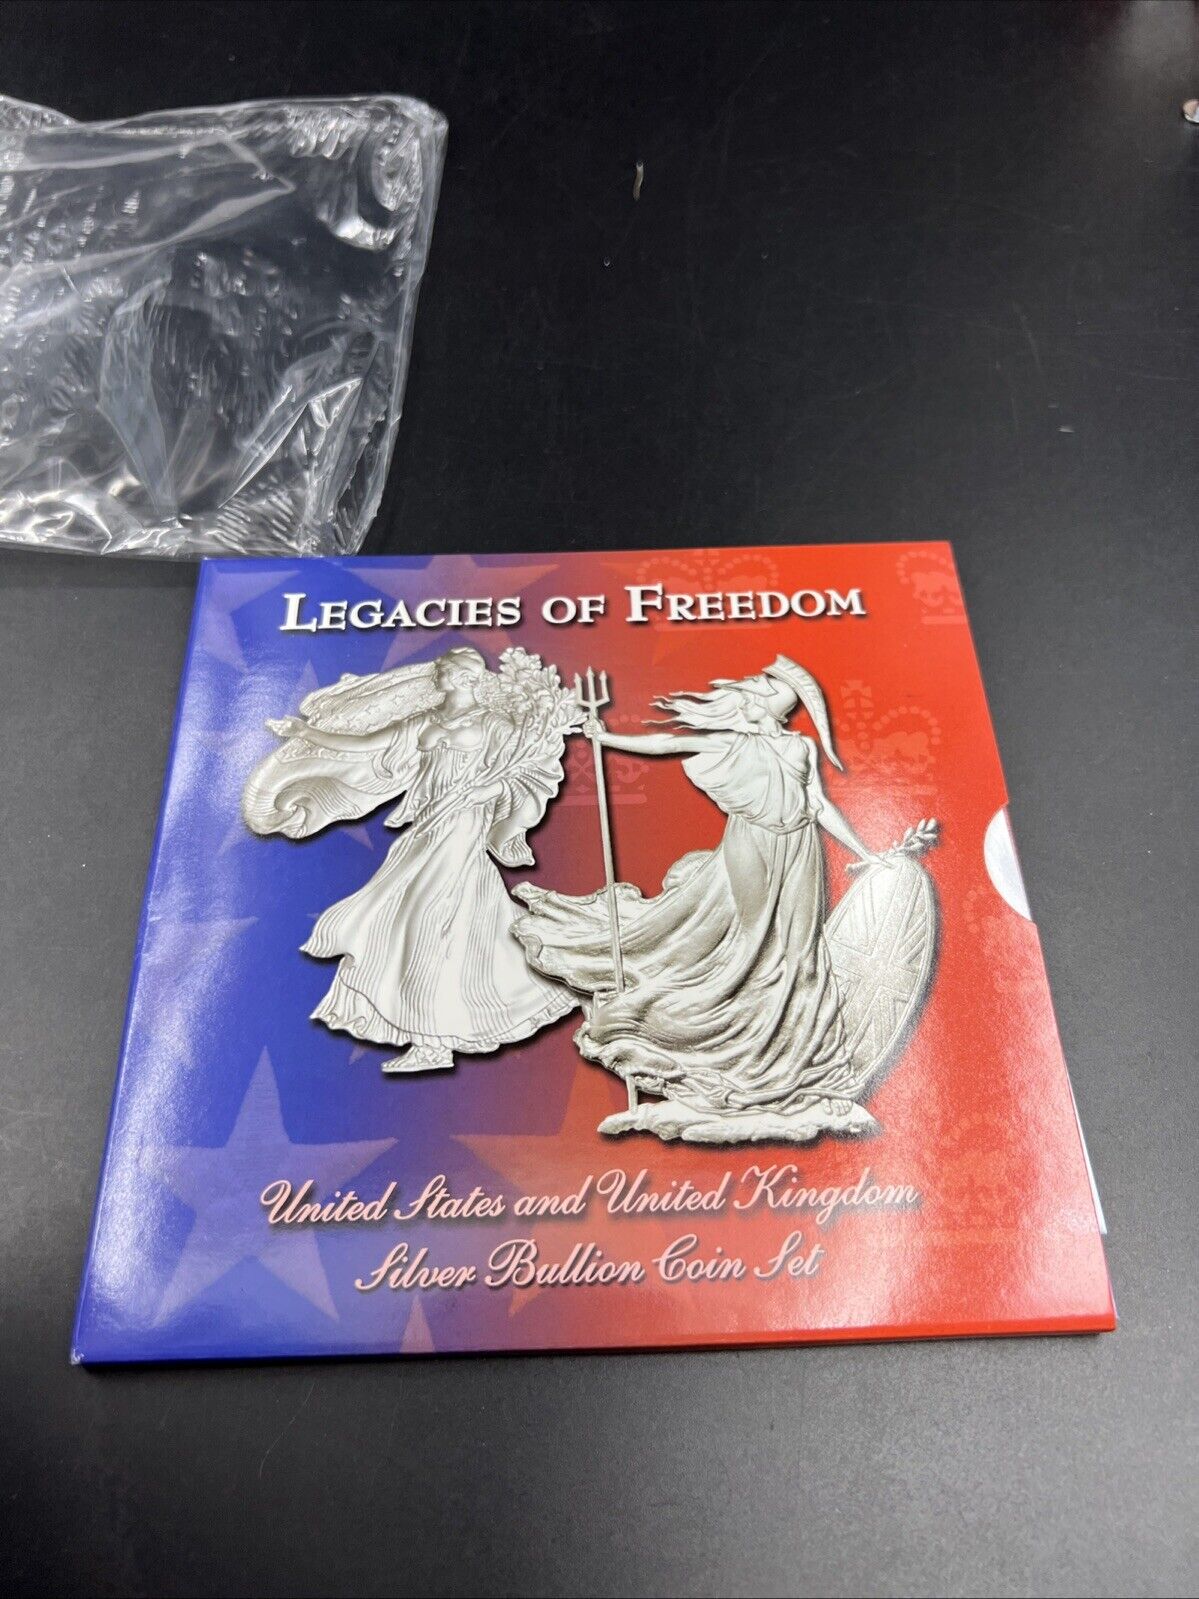 LEGACIES OF FREEDOM
United States and United Kingdom
Silver Bullion Coin Set